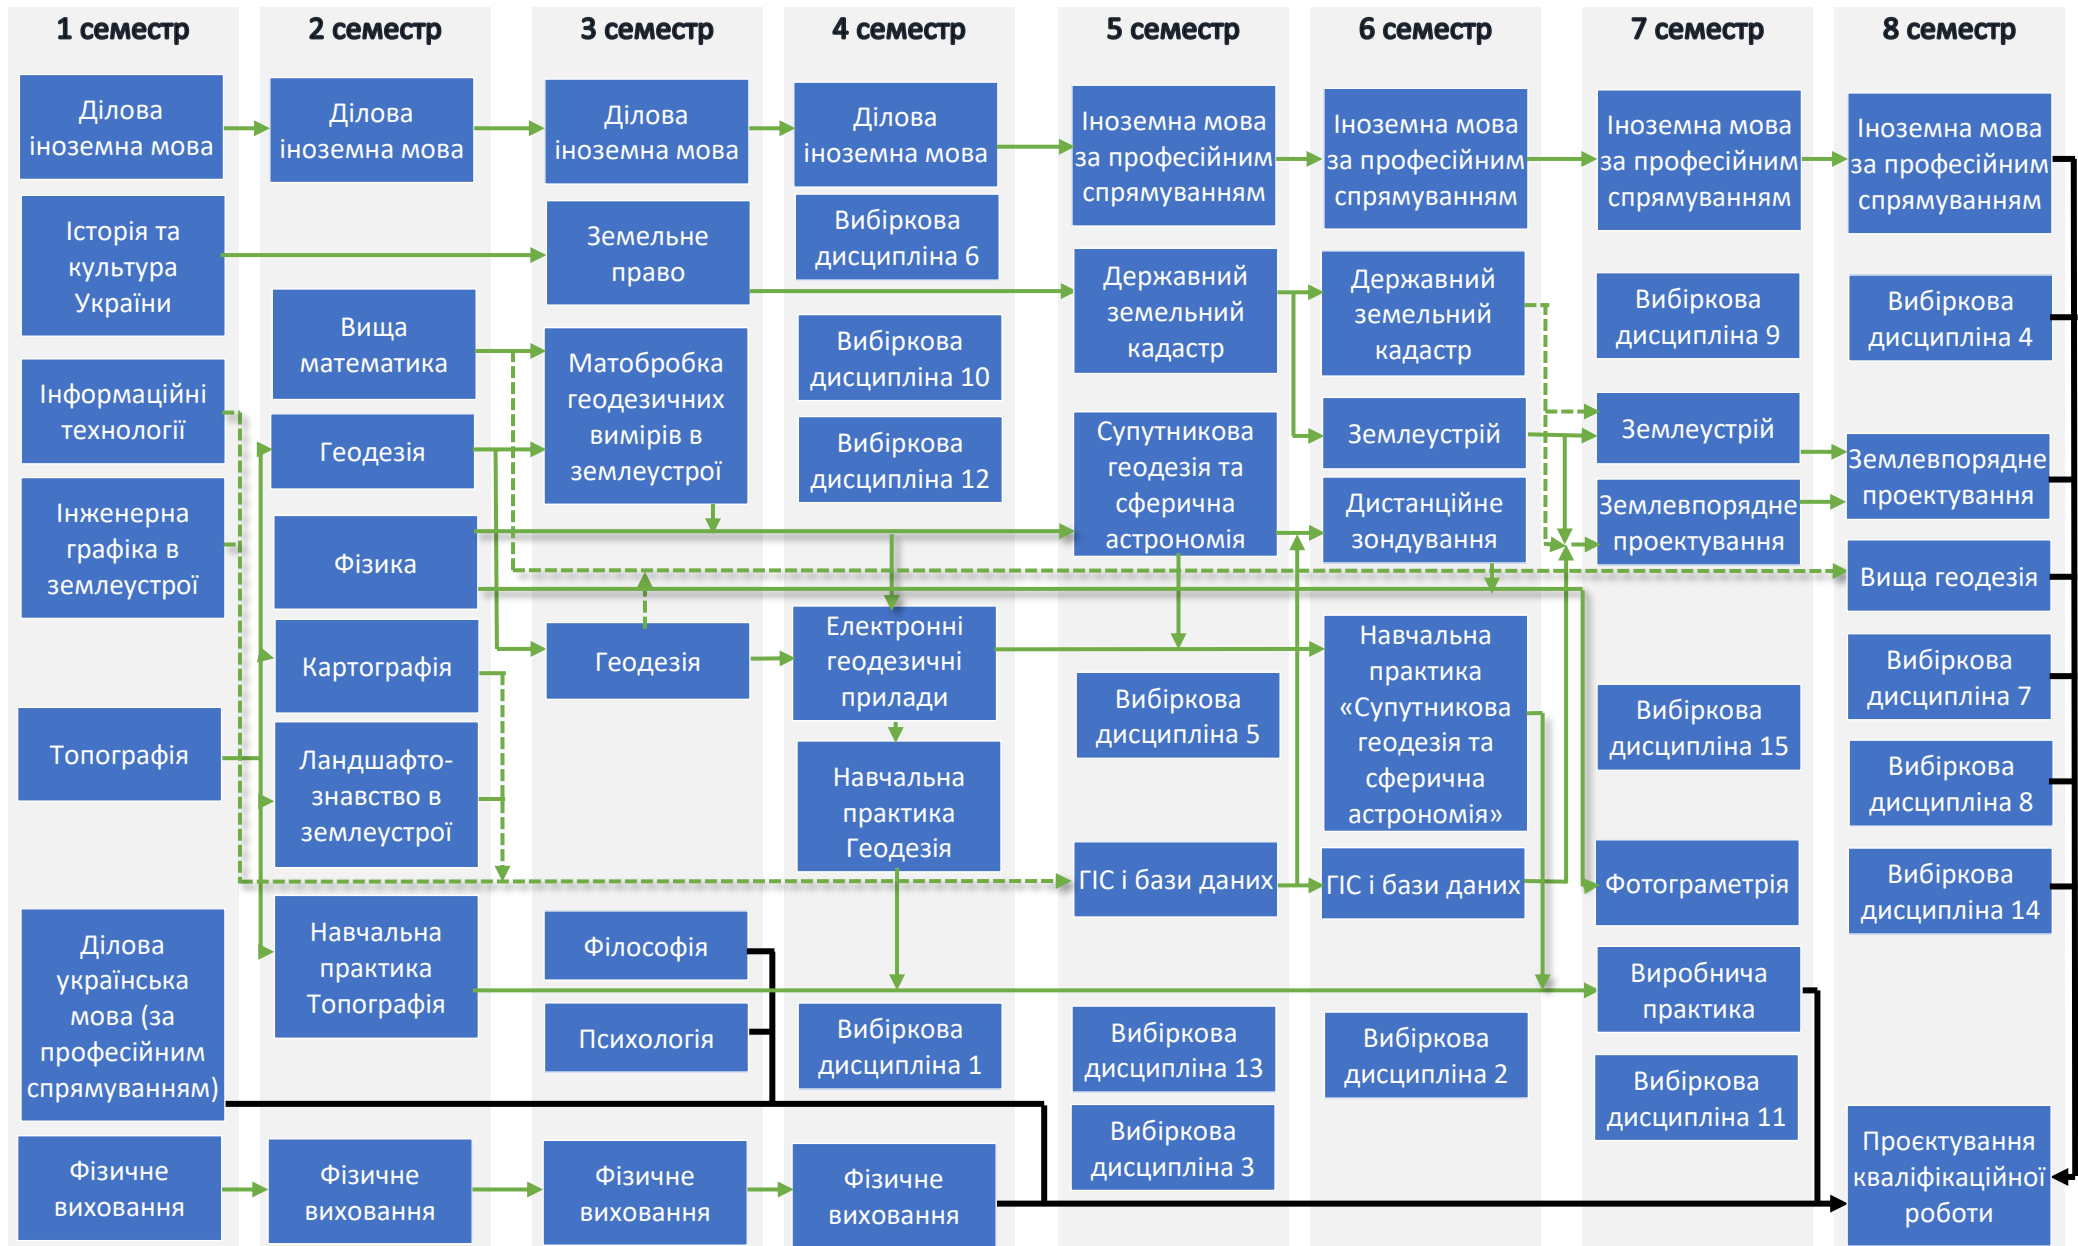 1 семестр
2 семестр
3 семестр
4 семестр
5 семестр
6 семестр
7 семестр
8 семестр
Ділова
іноземна мова
Історія та
культура
України
Інформаційні
технології
Інженерна
графіка в
землеустрої
Топографія
Ділова
українська
мова (за
професійним
спрямуванням)
Фізичне
виховання
Ділова
іноземна мова
Вища
математика
Геодезія
Фізика
Картографія
Ландшафто-
знавство в
землеустрої
Навчальна
практика
Топографія
Фізичне
виховання
Ділова
іноземна мова
Земельне
право
Матобробка
геодезичних
вимірів в
землеустрої
Геодезія
Філософія
Психологія
Фізичне
виховання
Ділова
іноземна мова
Вибіркова
дисципліна 6
Вибіркова
дисципліна 10
Вибіркова
дисципліна 12
Електронні
геодезичні
прилади
Навчальна
практика
Геодезія
Вибіркова
дисципліна 1
Фізичне
виховання
Іноземна мова
за професійним
спрямуванням
Державний
земельний
кадастр
Супутникова
геодезія та
сферична
астрономія
Вибіркова
дисципліна 5
ГІС і бази даних
Вибіркова
дисципліна 13
Вибіркова
дисципліна 3
Іноземна мова
за професійним
спрямуванням
Державний
земельний
кадастр
Землеустрій
Дистанційне
зондування
Навчальна
практика
«Супутникова
геодезія та
сферична
астрономія»
ГІС і бази даних
Вибіркова
дисципліна 2
Іноземна мова
за професійним
спрямуванням
Вибіркова
дисципліна 9
Землеустрій
Землевпорядне
проектування
Вибіркова
дисципліна 15
Фотограметрія
Виробнича
практика
Вибіркова
дисципліна 11
Іноземна мова
за професійним
спрямуванням
Вибіркова
дисципліна 4
Землевпорядне
проектування
Вища геодезія
Вибіркова
дисципліна 7
Вибіркова
дисципліна 8
Вибіркова
дисципліна 14
Проєктування
кваліфікаційної
роботи